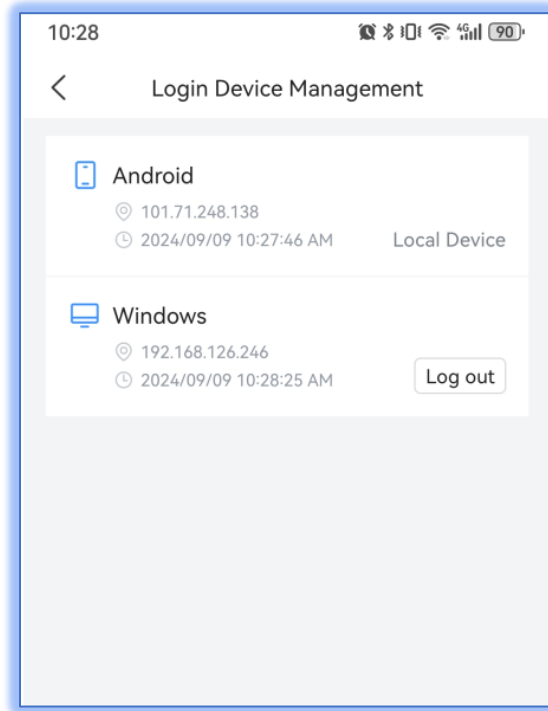 10:28 4G 90
Login Device Management
Android
101.71.248.138
2024/09/09 10:27:46 AM Local Device
Windows
192.168.126.246
2024/09/09 10:28:25 AM Log out